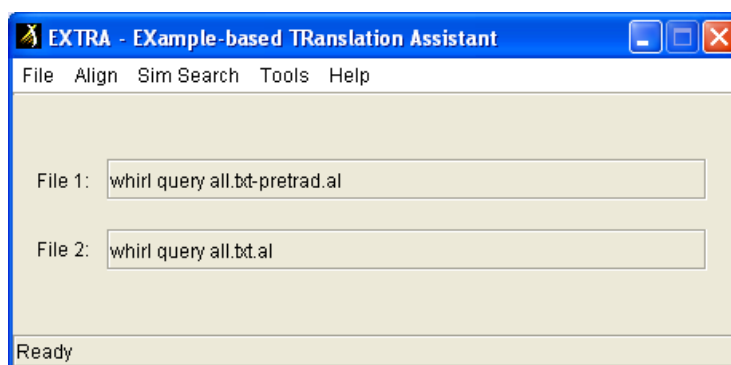 EXTRA - EXample-based TRanslation Assistant
File Align Sim Search Tools Help
File 1: whirl query all.txt-pretrad.al
File 2: whirl query all.txt.al
Ready